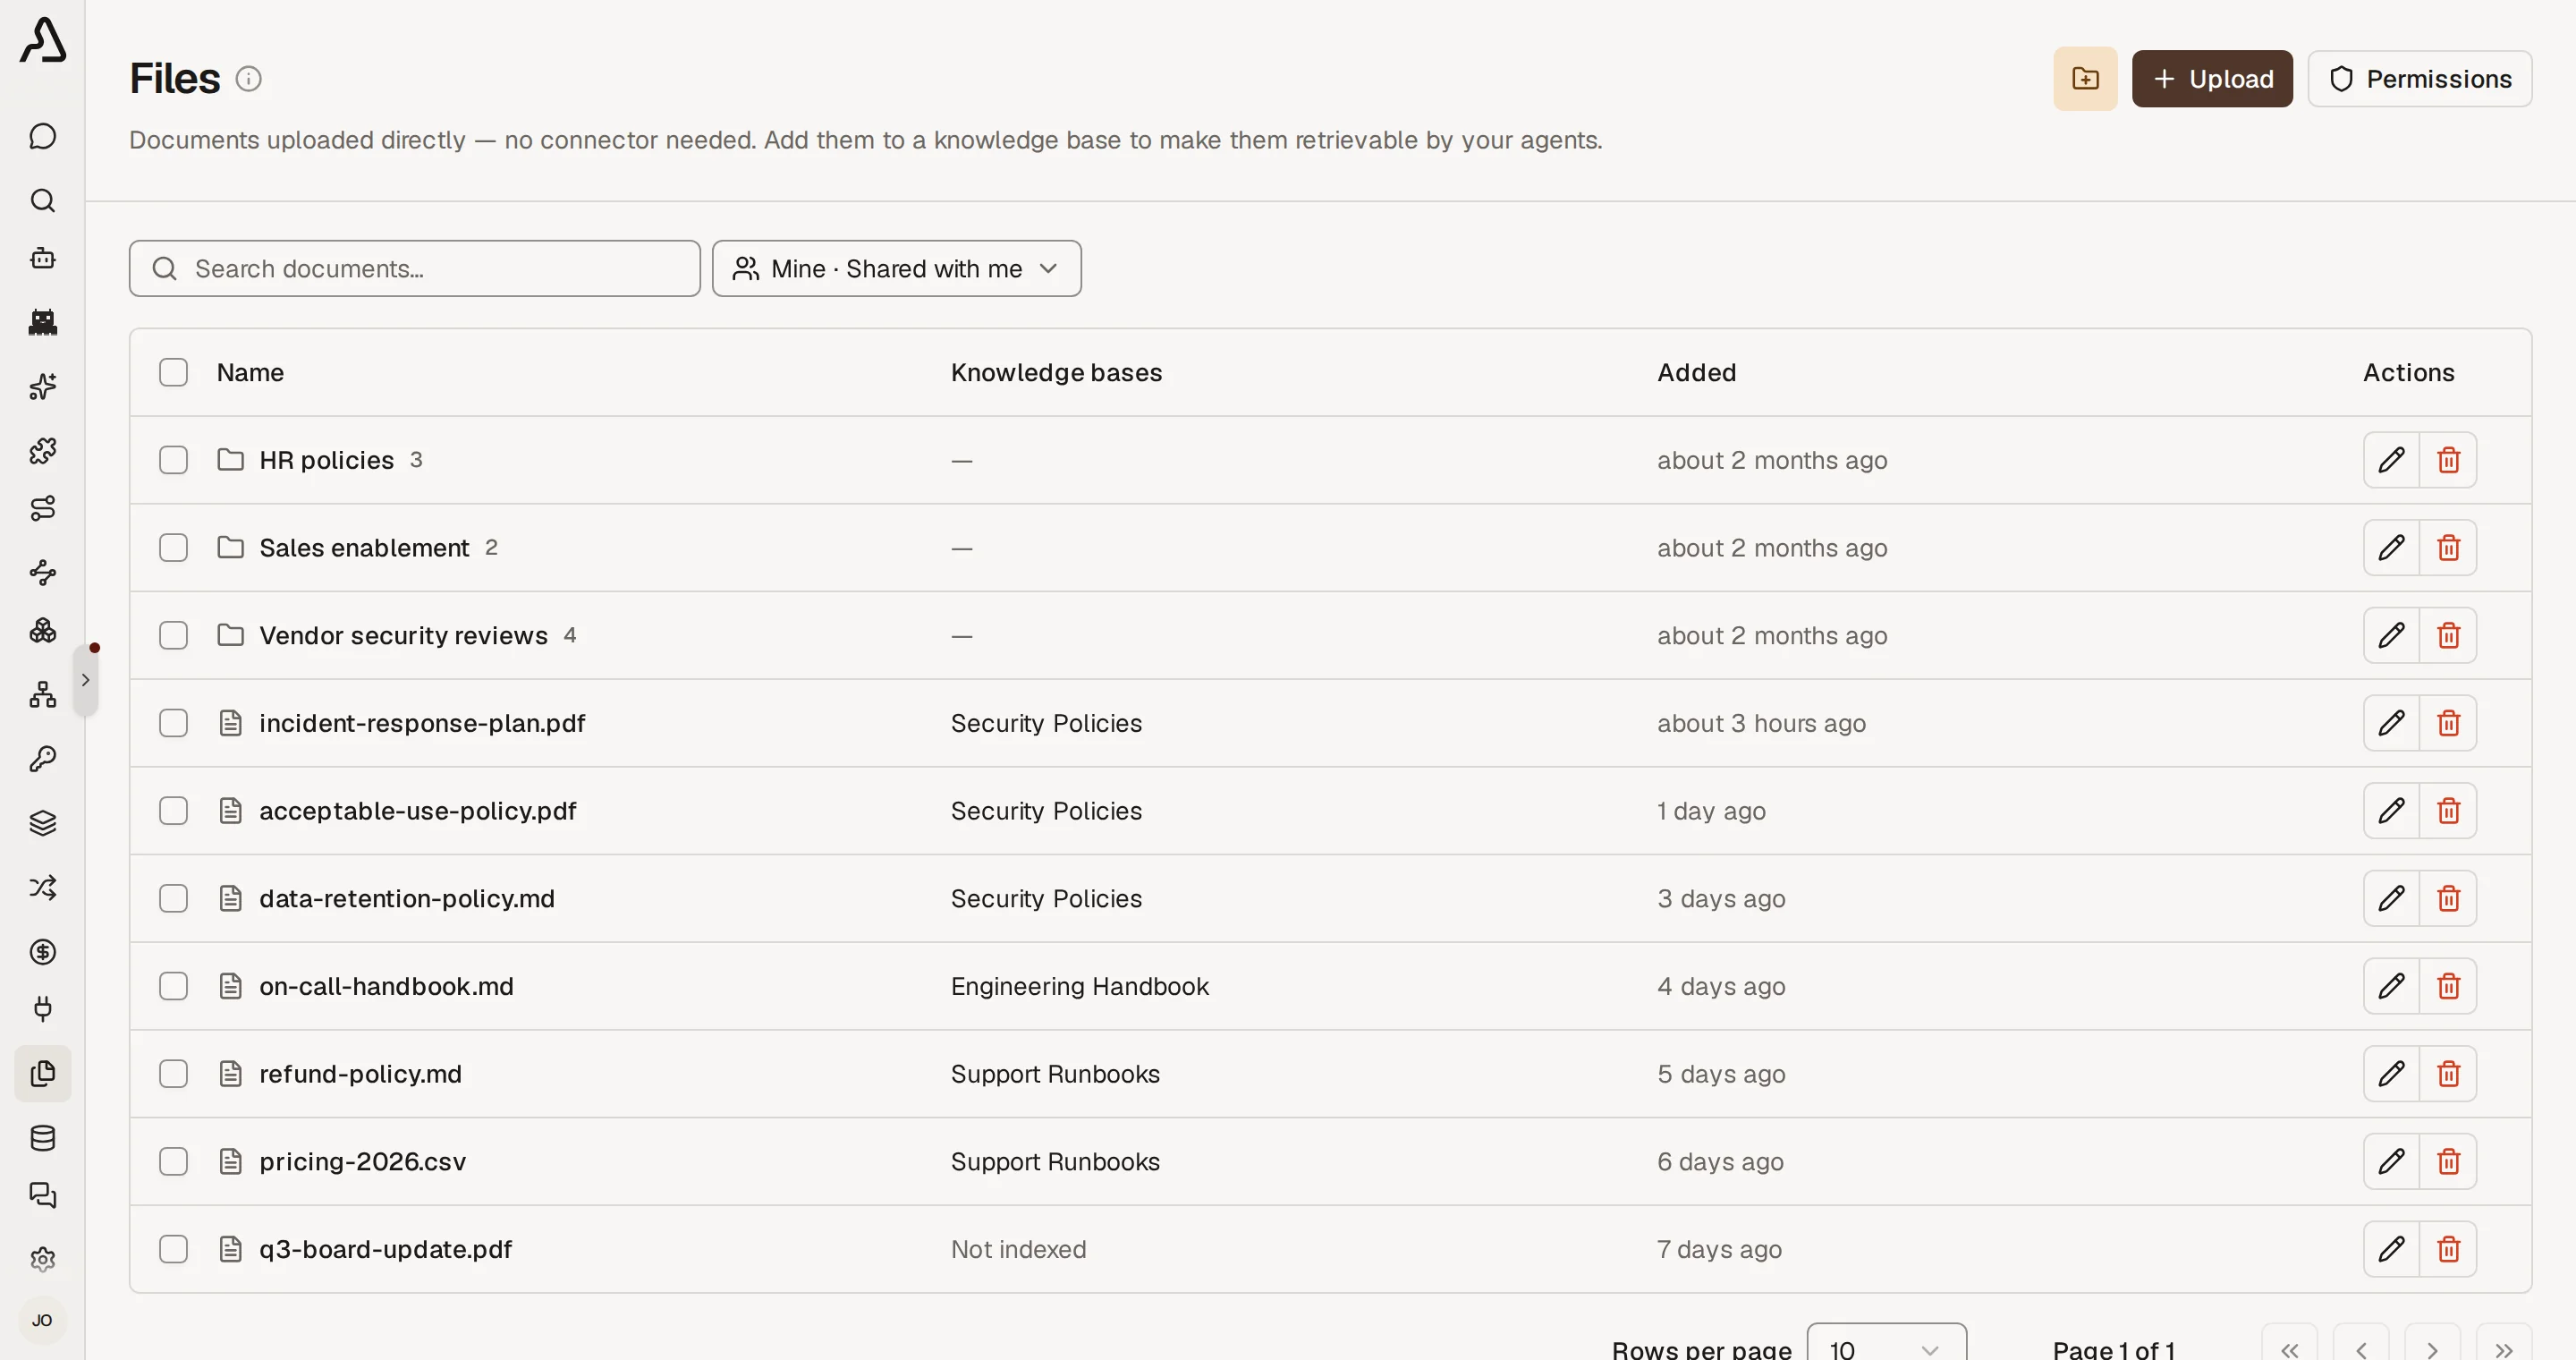 Files
Upload
Permissions
Documents uploaded directly — no connector needed. Add them to a knowledge base to make them retrievable by your agents.
Search documents...
Mine · Shared with me
Name Knowledge bases Added Actions
HR policies 3 — about 2 months ago
Sales enablement 2 — about 2 months ago
Vendor security reviews 4 — about 2 months ago
incident-response-plan.pdf Security Policies about 3 hours ago
acceptable-use-policy.pdf Security Policies 1 day ago
data-retention-policy.md Security Policies 3 days ago
on-call-handbook.md Engineering Handbook 4 days ago
refund-policy.md Support Runbooks 5 days ago
pricing-2026.csv Support Runbooks 6 days ago
q3-board-update.pdf Not indexed 7 days ago
JO
Rows per page 10 Page 1 of 1